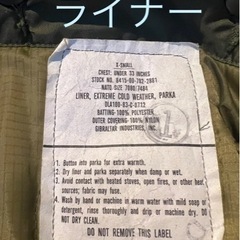 ライナー
X-SMALL
CHEST: UNDER 33 INCHES
STOCK NO. 8415-00-782-2881
NATO SIZE 7080/7484
LINER, EXTREME COLD WEATHER, PARKA
DLA100-83-C-0732
BATTING: 100% POLYESTER
OUTER COVERING: 100% NYLON
GIBRALTAR INDUSTRIES, INC.
1. Button into parka for extra warmth.
2. Dry liner and parka separately when damp or wet.
3. Avoid contact with heated stoves, open fires, or other heat
sources; fabric may fuse.
4. Wash by hand or machine in warm water with mild soap or
detergent, rinse thoroughly and drip or machine dry. DO
NOT DRY CLEAN.
DO NOT REMOVE THIS LABEL